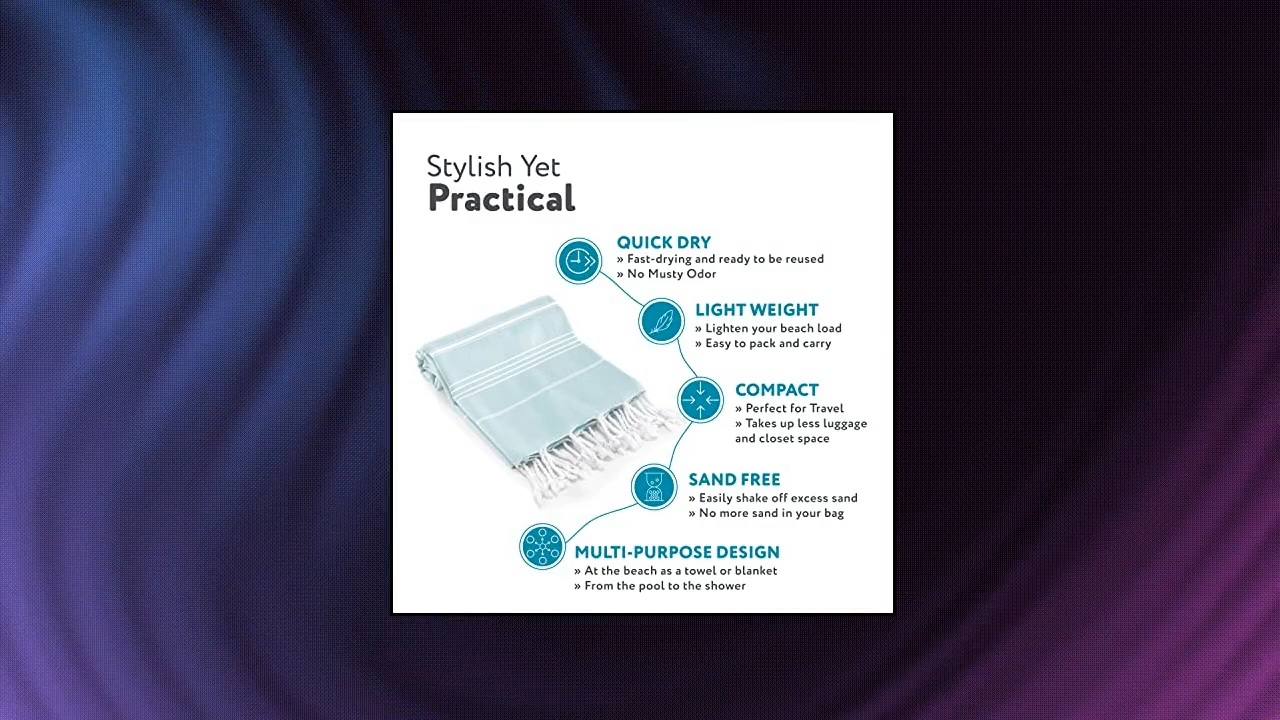 Stylish Yet
Practical
QUICK DRY
» Fast-drying and ready to be reused
» No Musty Odor
LIGHT WEIGHT
» Lighten your beach load
» Easy to pack and carry
COMPACT
» Perfect for Travel
» Takes up less luggage
and closet space
SAND FREE
» Easily shake off excess sand
» No more sand in your bag
MULTI-PURPOSE DESIGN
» At the beach as a towel or blanket
» From the pool to the shower